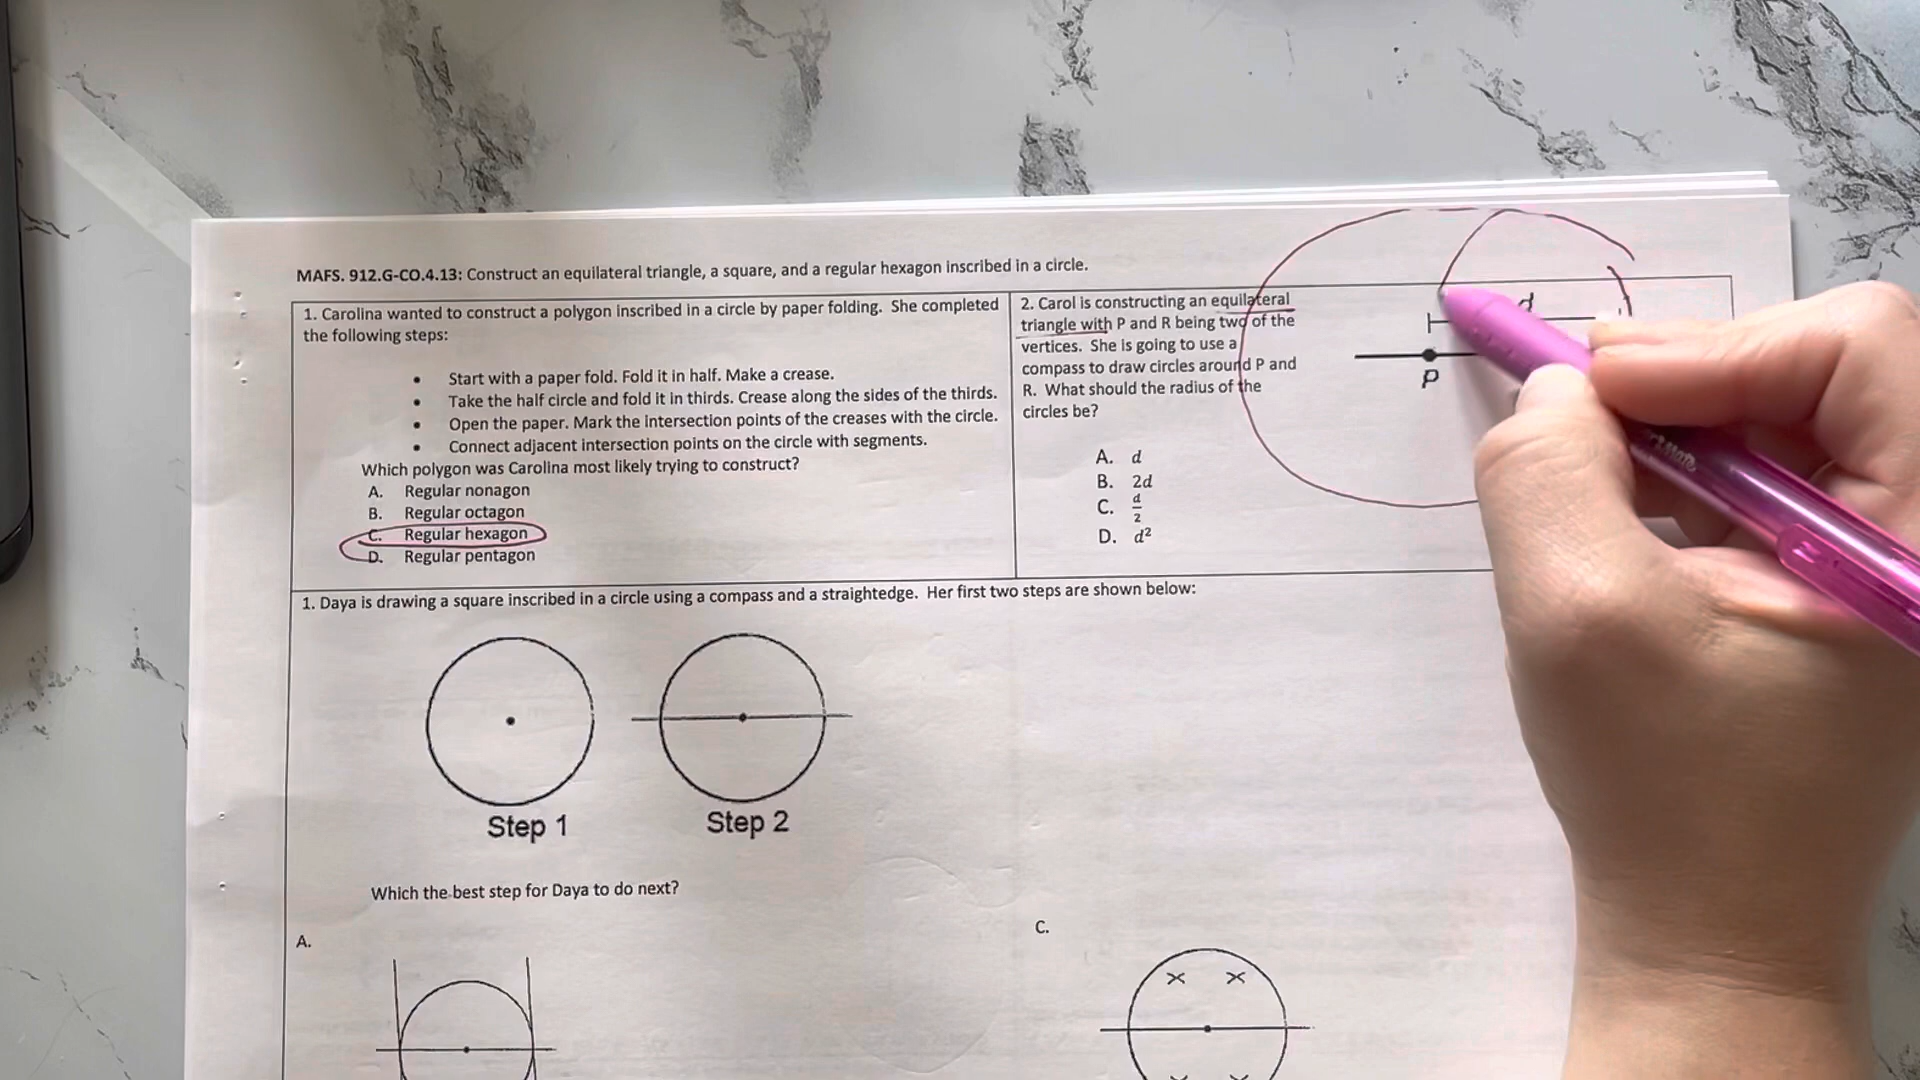 MAFS. 912.G-CO.4.13: Construct an equilateral triangle, a square, and a regular hexagon inscribed in a circle.
1. Carolina wanted to construct a polygon inscribed in a circle by paper folding. She completed
the following steps:
• Start with a paper fold. Fold it in half. Make a crease.
• Take the half circle and fold it in thirds. Crease along the sides of the thirds.
• Open the paper. Mark the intersection points of the creases with the circle.
• Connect adjacent intersection points on the circle with segments.
Which polygon was Carolina most likely trying to construct?
A. Regular nonagon
B. Regular octagon
C. Regular hexagon
D. Regular pentagon
2. Carol is constructing an equilateral
triangle with P and R being two of the
vertices. She is going to use a
compass to draw circles around P and
R. What should the radius of the
circles be?
A. d
B. 2d
C. d/2
D. d²
d
P
1. Daya is drawing a square inscribed in a circle using a compass and a straightedge. Her first two steps are shown below:
Step 1
Step 2
Which the best step for Daya to do next?
A.
C.